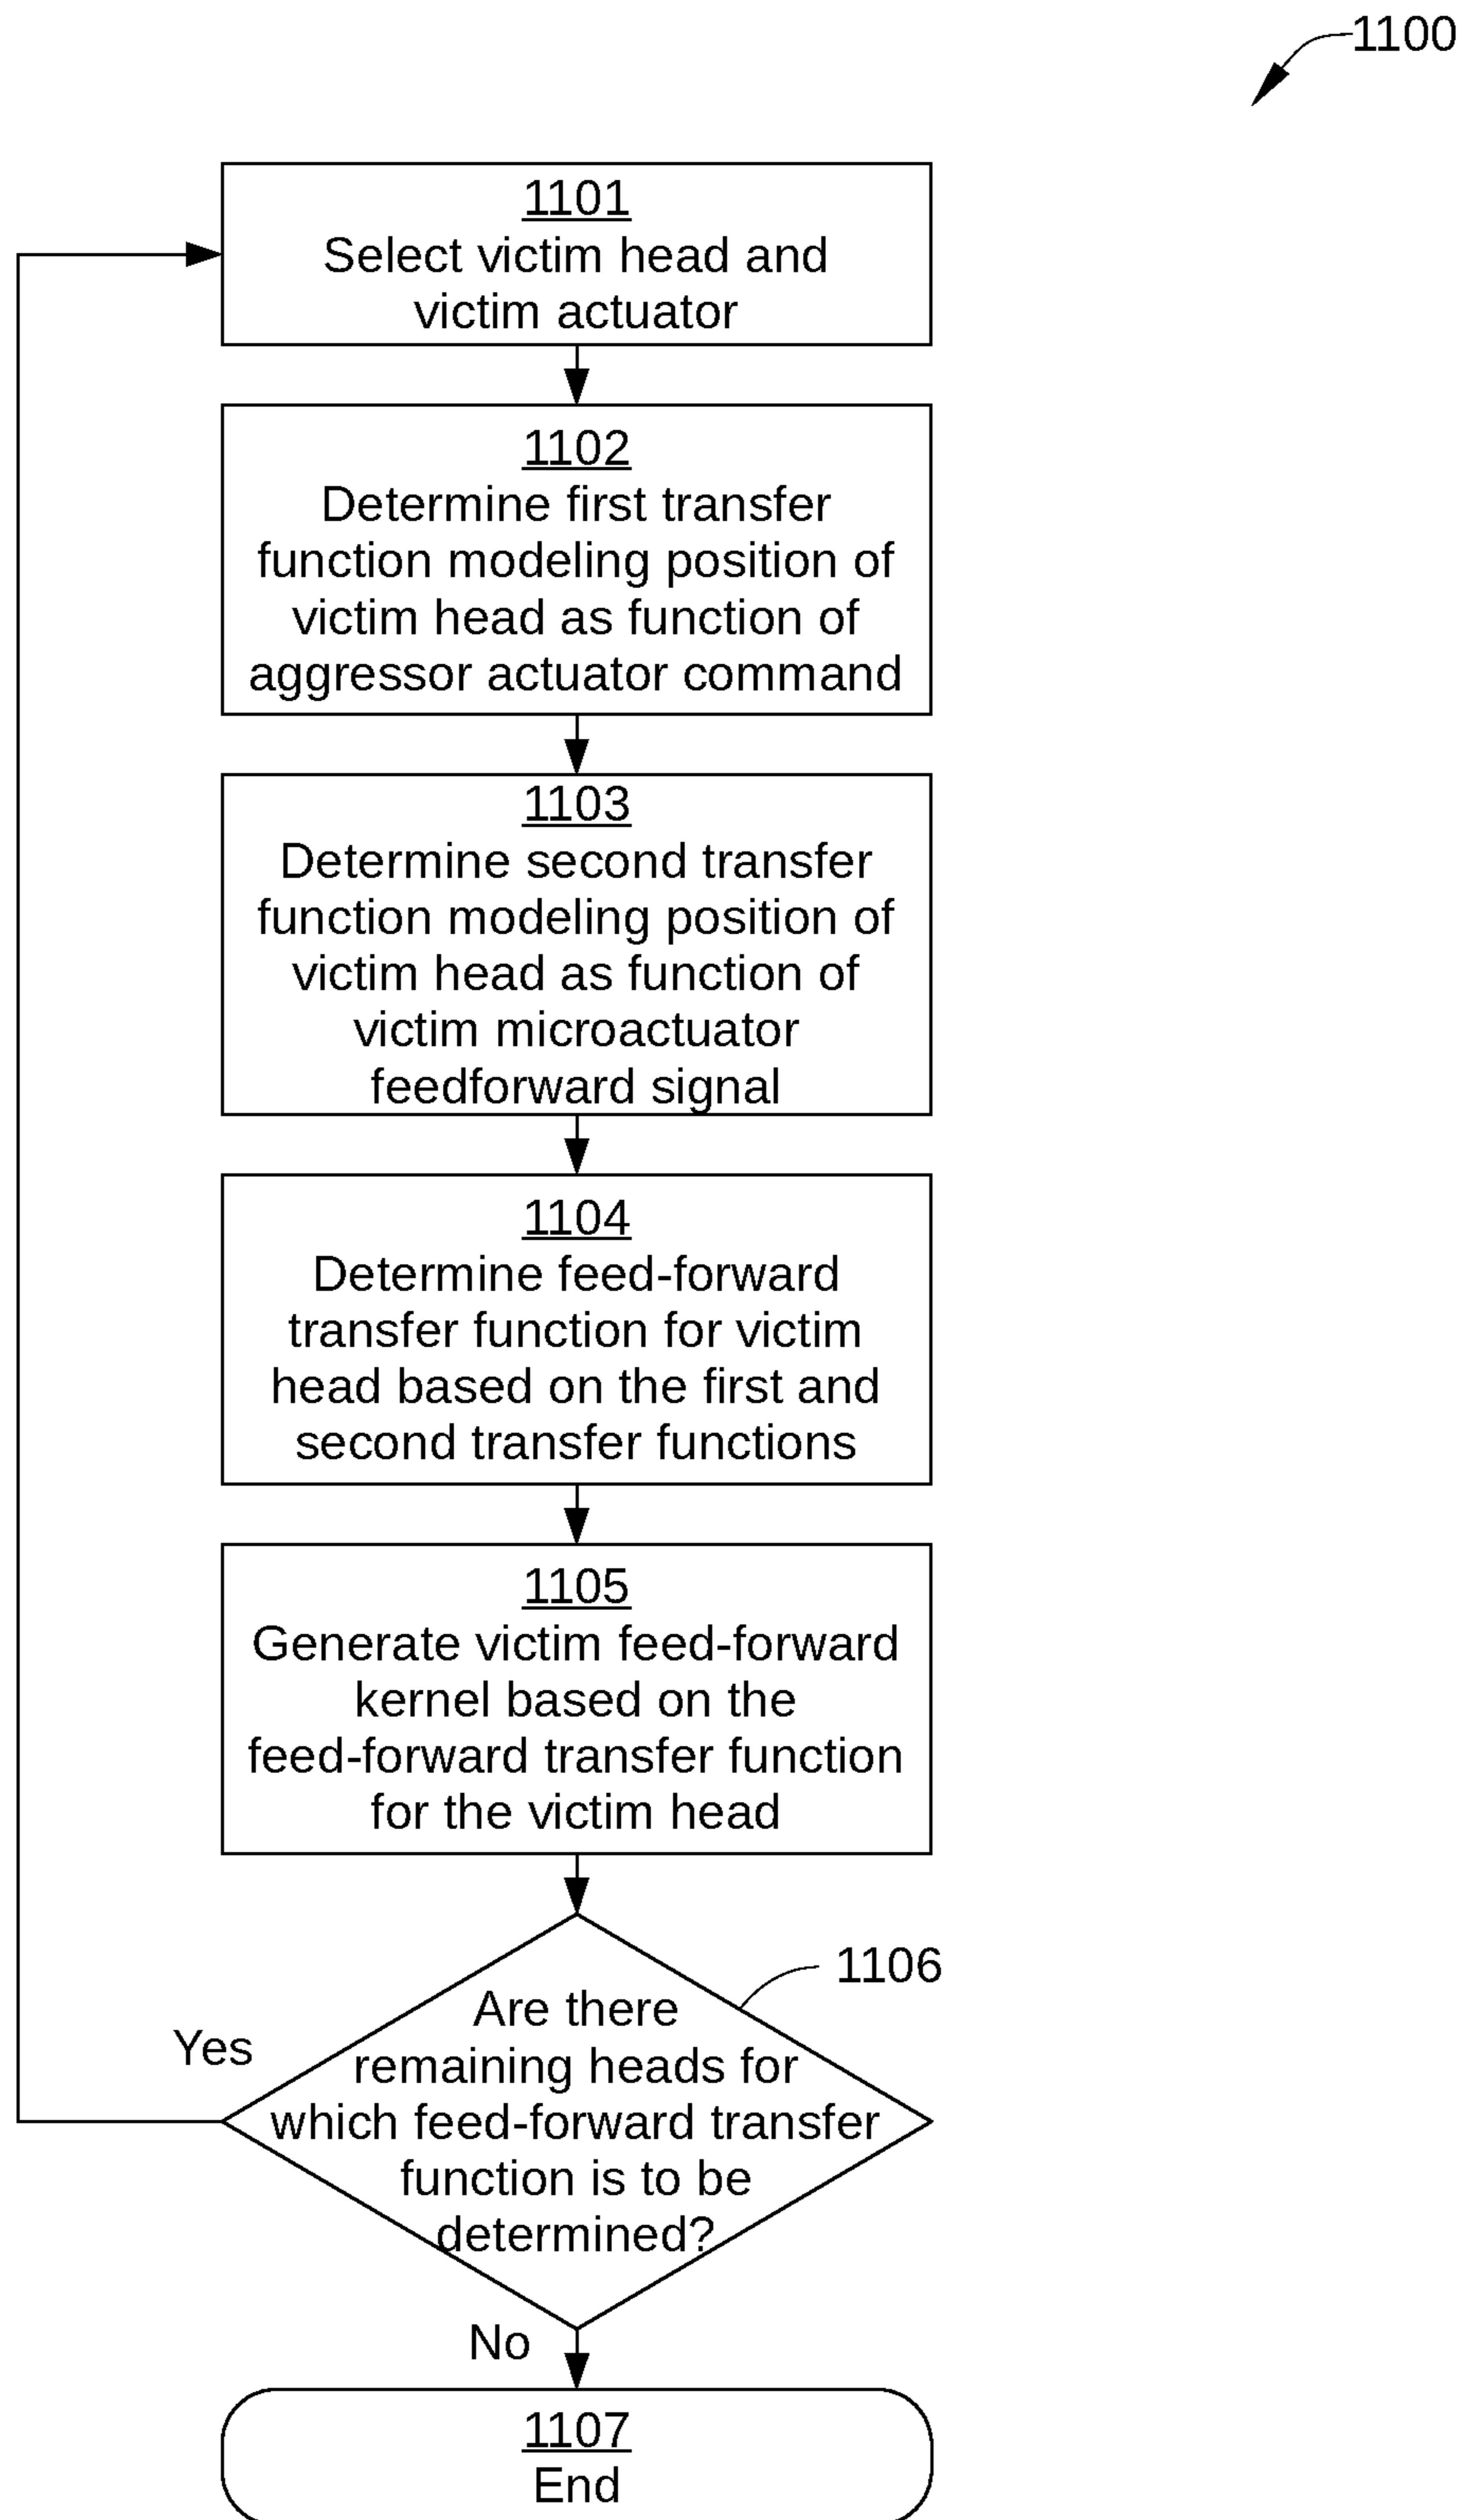 1100
1101
Select victim head and
victim actuator
1102
Determine first transfer
function modeling position of
victim head as function of
aggressor actuator command
1103
Determine second transfer
function modeling position of
victim head as function of
victim microactuator
feedforward signal
1104
Determine feed-forward
transfer function for victim
head based on the first and
second transfer functions
1105
Generate victim feed-forward
kernel based on the
feed-forward transfer function
for the victim head
1106
Are there
remaining heads for
which feed-forward transfer
function is to be
determined?
Yes
No
1107
End